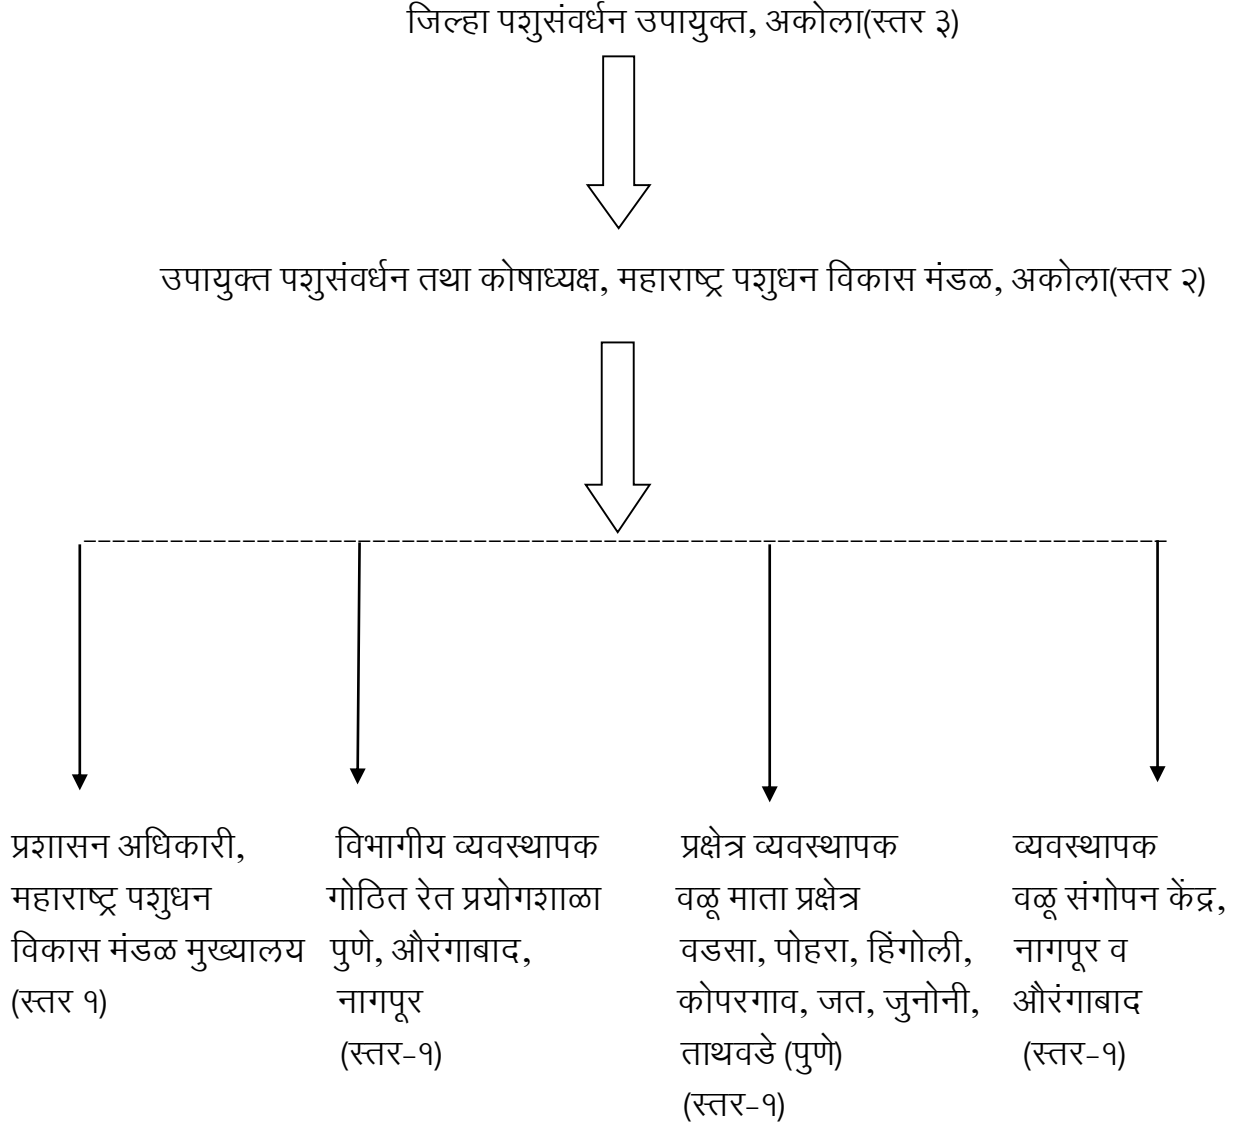 जिल्हा पशुसंवर्धन उपायुक्त, अकोला(स्तर ३)
उपायुक्त पशुसंवर्धन तथा कोषाध्यक्ष, महाराष्ट्र पशुधन विकास मंडळ, अकोला(स्तर २)
प्रशासन अधिकारी,
महाराष्ट्र पशुधन
विकास मंडळ मुख्यालय
(स्तर १)
विभागीय व्यवस्थापक
गोठित रेत प्रयोगशाळा
पुणे, औरंगाबाद,
नागपूर
(स्तर-१)
प्रक्षेत्र व्यवस्थापक
वळू माता प्रक्षेत्र
वडसा, पोहरा, हिंगोली,
कोपरगाव, जत, जुनोनी,
ताथवडे (पुणे)
(स्तर-१)
व्यवस्थापक
वळू संगोपन केंद्र,
नागपूर व
औरंगाबाद
(स्तर-१)